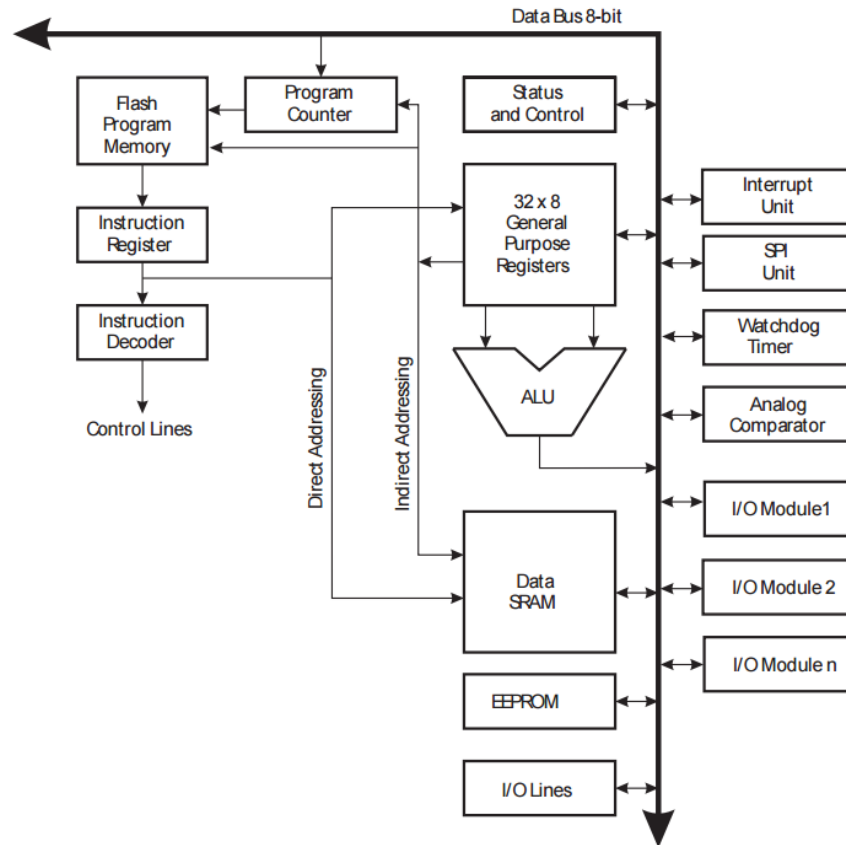 Data Bus 8-bit
Flash
Program
Memory
Program
Counter
Status
and Control
32 x 8
General
Purpose
Registers
Instruction
Register
Instruction
Decoder
Control Lines
Direct Addressing
Indirect Addressing
ALU
Data
SRAM
EEPROM
I/O Lines
Interrupt
Unit
SPI
Unit
Watchdog
Timer
Analog
Comparator
I/O Module1
I/O Module 2
I/O Module n